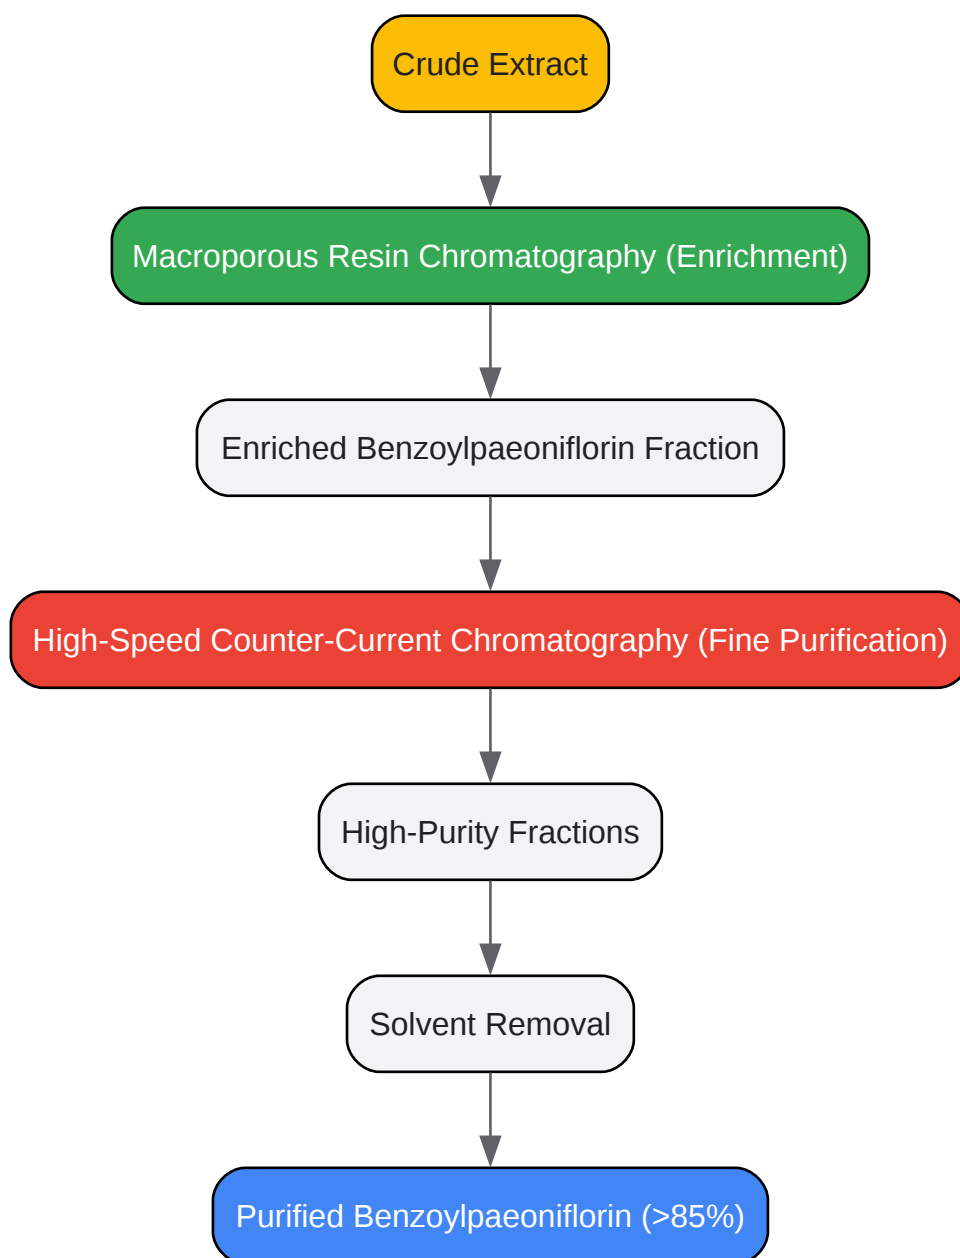 Crude Extract
Macroporous Resin Chromatography (Enrichment)
Enriched Benzoylpaeoniflorin Fraction
High-Speed Counter-Current Chromatography (Fine Purification)
High-Purity Fractions
Solvent Removal
Purified Benzoylpaeoniflorin (>85%)